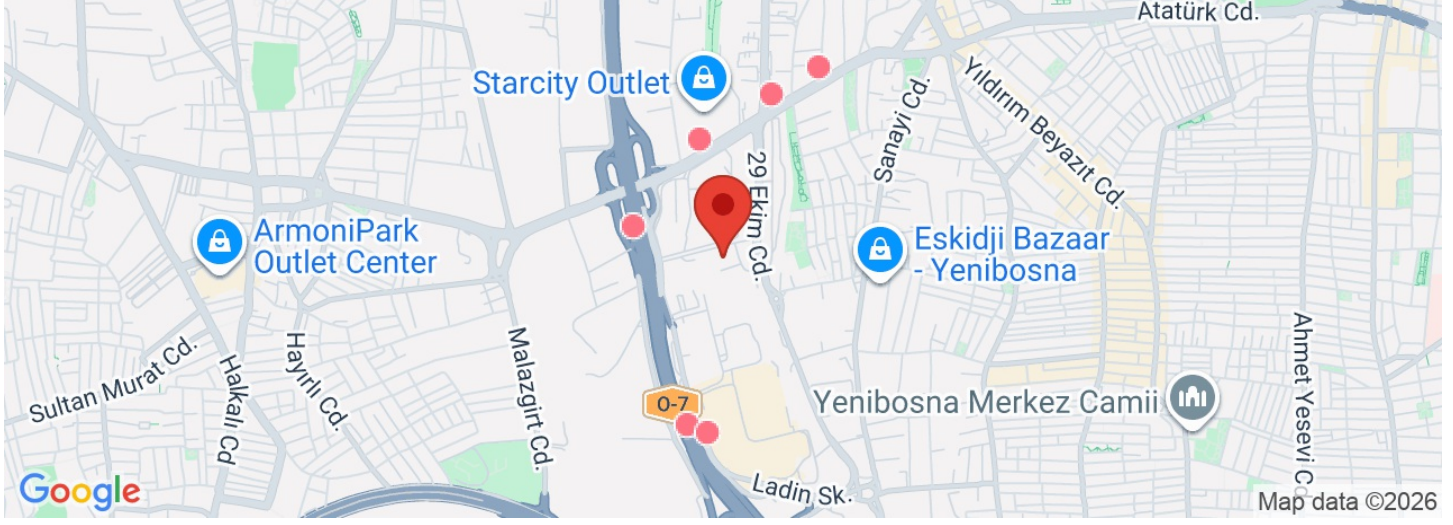 Atatürk Cd.
Starcity Outlet
Yıldırım Beyazıt Cd.
Sanayi Cd.
29 Ekim Cd.
ArmoniPark
Outlet Center
Eskidji Bazaar
- Yenibosna
Sultan Murat Cd.
Halkalı Cd
Hayırlı Cd.
Malazgirt Cd.
O-7
Yenibosna Merkez Camii
Ahmet Yesevi Cd
Ladin Sk.
Google
Map data ©2026